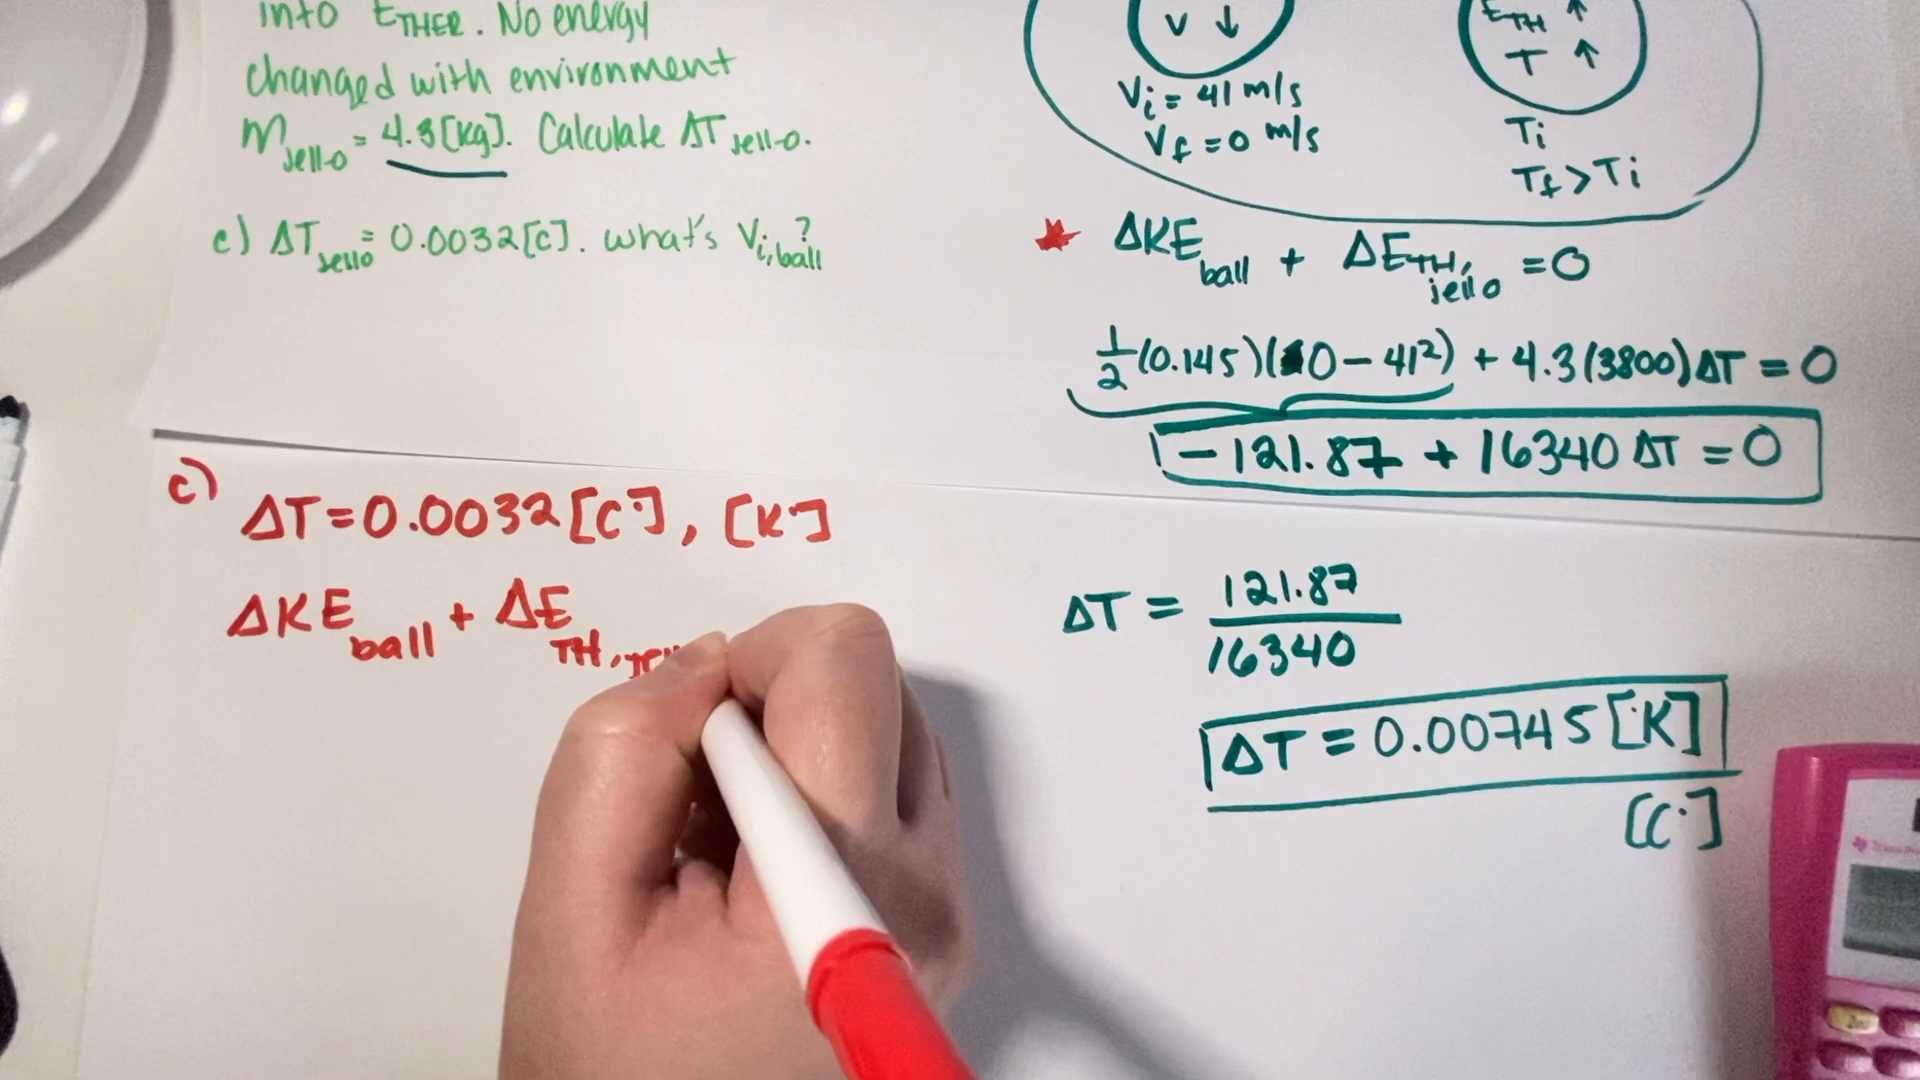 into ETHER. No energy
changed with environment
mjell-o = 4.3[kg]. Calculate ΔTjell-o.
c) ΔTjello = 0.0032[C]. what's Vi,ball?
V ↓
Vi = 41 m/s
Vf = 0 m/s
ETH ↑
T ↑
Ti
Tf > Ti
ΔKEball + ΔETH,jello = 0
1/2(0.145)(0 - 41²) + 4.3(3800)ΔT = 0
-121.87 + 16340 ΔT = 0
ΔT = 121.87/16340
ΔT = 0.00745 [K]
[C°]
c)
ΔT = 0.0032 [C°], [K°]
ΔKEball + ΔETH,